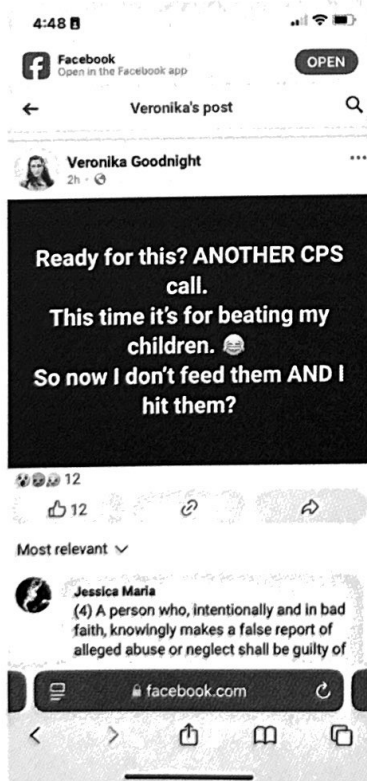 4:48
Facebook
Open in the Facebook app
OPEN
Veronika's post
Veronika Goodnight
2h
Ready for this? ANOTHER CPS
call.
This time it's for beating my
children. 😂
So now I don't feed them AND I
hit them?
12
12
Most relevant
Jessica Maria
(4) A person who, intentionally and in bad
faith, knowingly makes a false report of
alleged abuse or neglect shall be guilty of
facebook.com